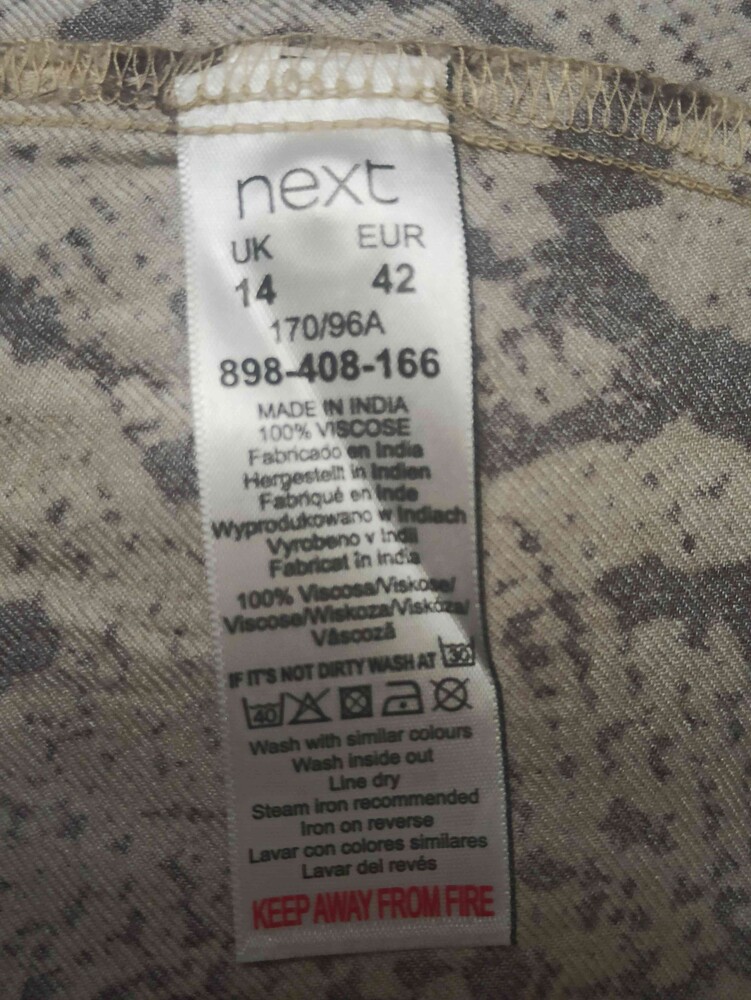 next
UK EUR
14 42
170/96A
898-408-166
MADE IN INDIA
100% VISCOSE
Fabricado en India
Hergestellt in Indien
Fabriqué en Inde
Wyprodukowano w Indiach
Vyrobeno v Indii
Fabricat în india
100% Viscosa/Viskose/
Viscose/Wiskoza/Viskóza/
Vâscoză
IF IT'S NOT DIRTY WASH AT 30
40
Wash with similar colours
Wash inside out
Line dry
Steam iron recommended
Iron on reverse
Lavar con colores similares
Lavar del revés
KEEP AWAY FROM FIRE